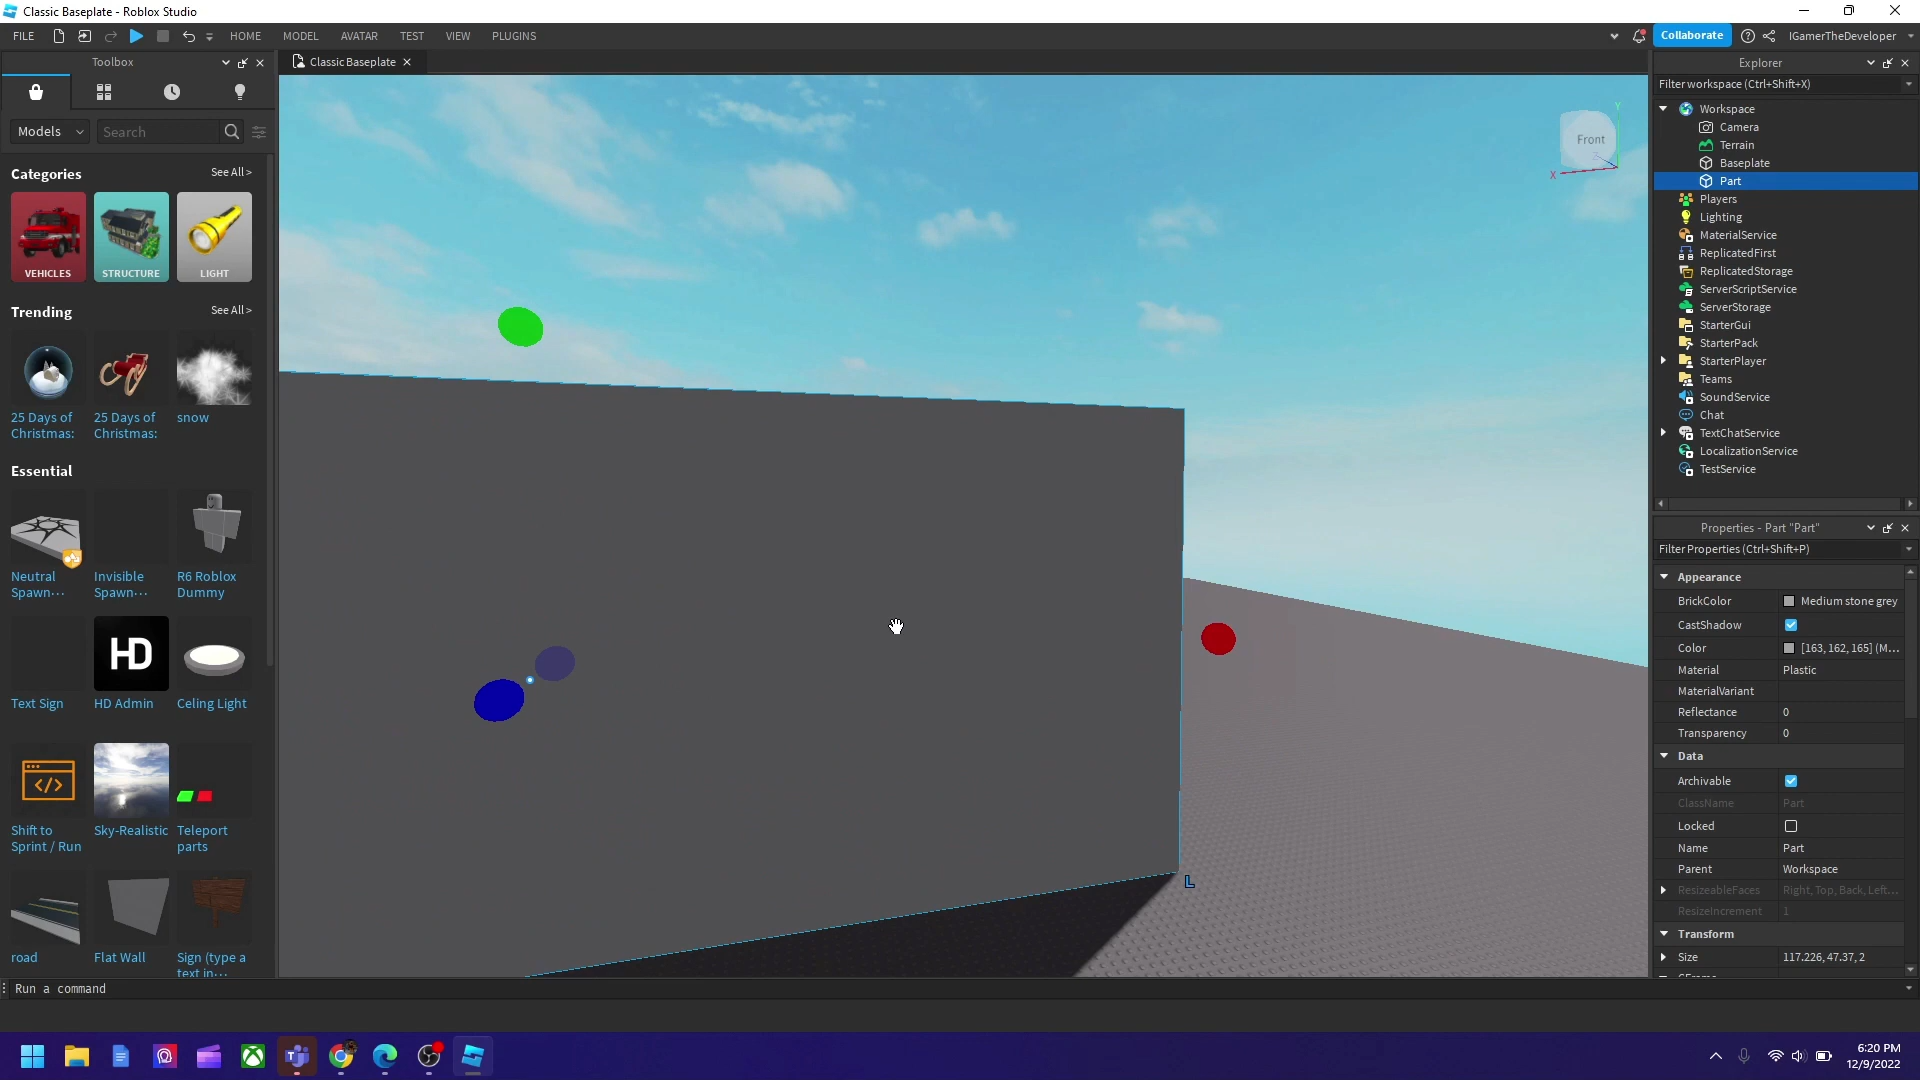 Classic Baseplate - Roblox Studio
FILE HOME MODEL AVATAR TEST VIEW PLUGINS Collaborate IGamerTheDeveloper
Toolbox
Models Search
Categories See All >
VEHICLES STRUCTURE LIGHT
Trending See All >
25 Days of 25 Days of snow
Christmas: Christmas:
Essential
Neutral Invisible R6 Roblox
Spawn··· Spawn··· Dummy
HD
Text Sign HD Admin Celing Light
Shift to Sky-Realistic Teleport
Sprint / Run parts
road Flat Wall Sign (type a
text in···
Classic Baseplate
Front
X
Y
Z
L
Explorer
Filter workspace (Ctrl+Shift+X)
Workspace
Camera
Terrain
Baseplate
Part
Players
Lighting
MaterialService
ReplicatedFirst
ReplicatedStorage
ServerScriptService
ServerStorage
StarterGui
StarterPack
StarterPlayer
Teams
SoundService
Chat
TextChatService
LocalizationService
TestService
Properties - Part "Part"
Filter Properties (Ctrl+Shift+P)
Appearance
BrickColor Medium stone grey
CastShadow
Color [163, 162, 165] (M...
Material Plastic
MaterialVariant
Reflectance 0
Transparency 0
Data
Archivable
ClassName Part
Locked
Name Part
Parent Workspace
ResizeableFaces Right, Top, Back, Left...
ResizeIncrement 1
Transform
Size 117.226, 47.37, 2
Run a command
6:20 PM
12/9/2022